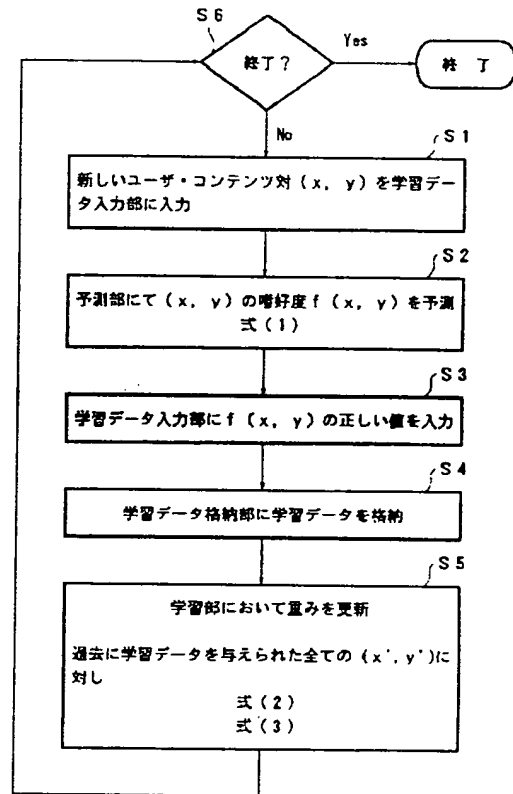 S6
終了?
Yes
終 了
No
S1
新しいユーザ・コンテンツ対(x, y)を学習デー
タ入力部に入力
S2
予測部にて(x, y)の嗜好度f(x, y)を予測
式(1)
S3
学習データ入力部にf(x, y)の正しい値を入力
S4
学習データ格納部に学習データを格納
S5
学習部において重みを更新
過去に学習データを与えられた全ての(x', y')に
対し
式(2)
式(3)